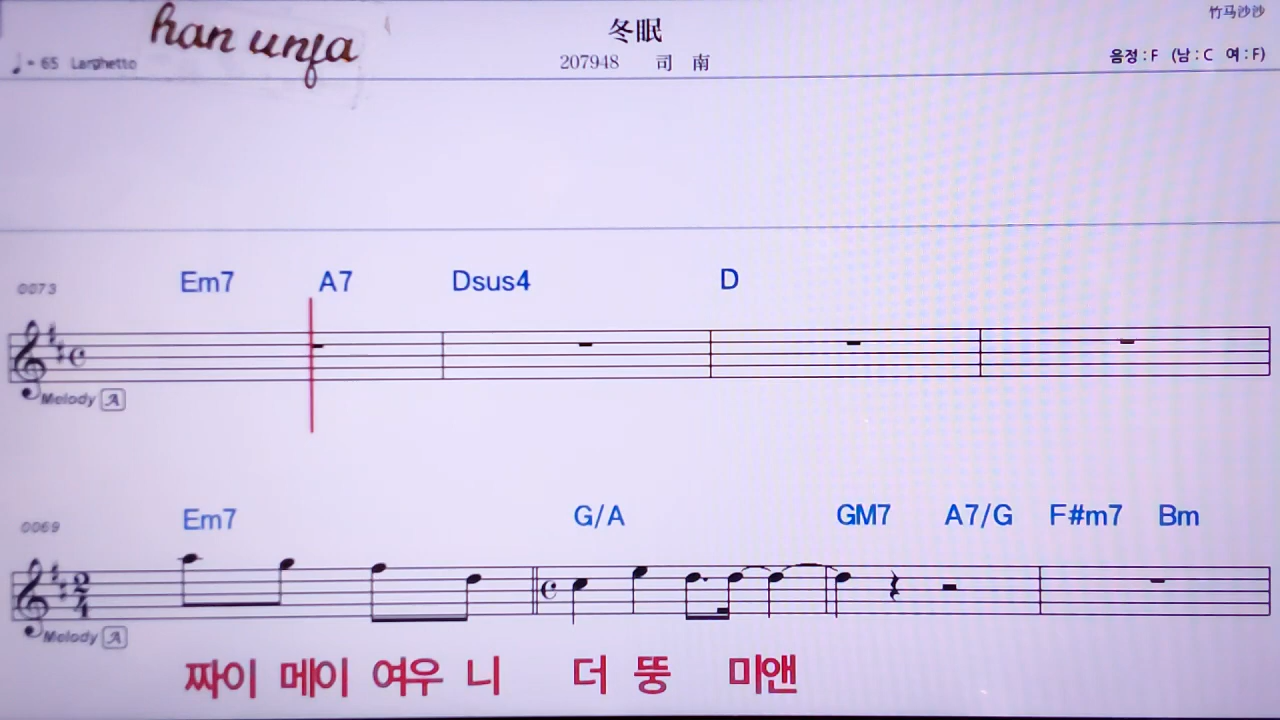 han unja
冬眠
竹马沙沙
♩= 65 Larghetto
207948 司 南
음정 : F (남 : C 여 : F)
0073
Em7 A7 Dsus4 D
Melody A
0069
Em7 G/A GM7 A7/G F#m7 Bm
2/4
Melody A
짜이 메이 여우 니 더 뚱 미앤